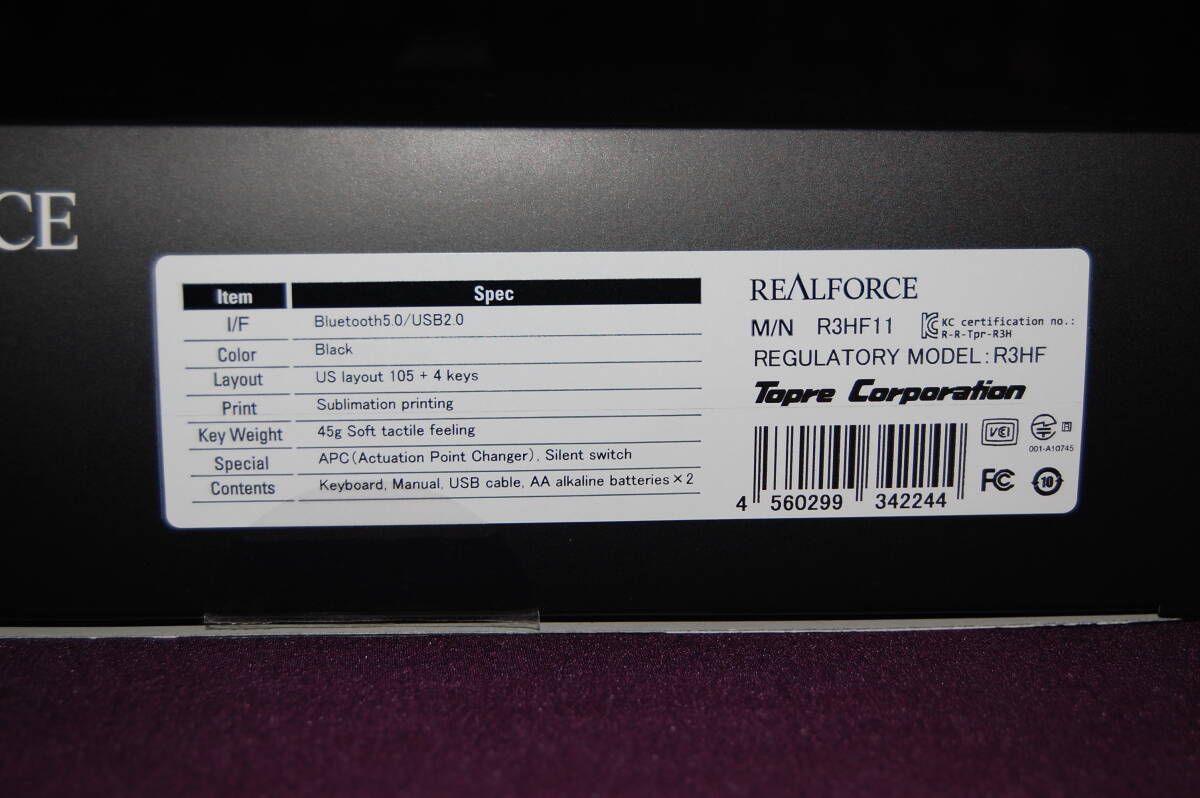 CE
Item Spec
I/F Bluetooth5.0/USB2.0
Color Black
Layout US layout 105 + 4 keys
Print Sublimation printing
Key Weight 45g Soft tactile feeling
Special APC(Actuation Point Changer), Silent switch
Contents Keyboard, Manual, USB cable, AA alkaline batteries×2
REALFORCE
M/N R3HF11
KC certification no.:
R-R-Tpr-R3H
REGULATORY MODEL:R3HF
Topre Corporation
VCI
001-A10745
FC
10
4 560299 342244